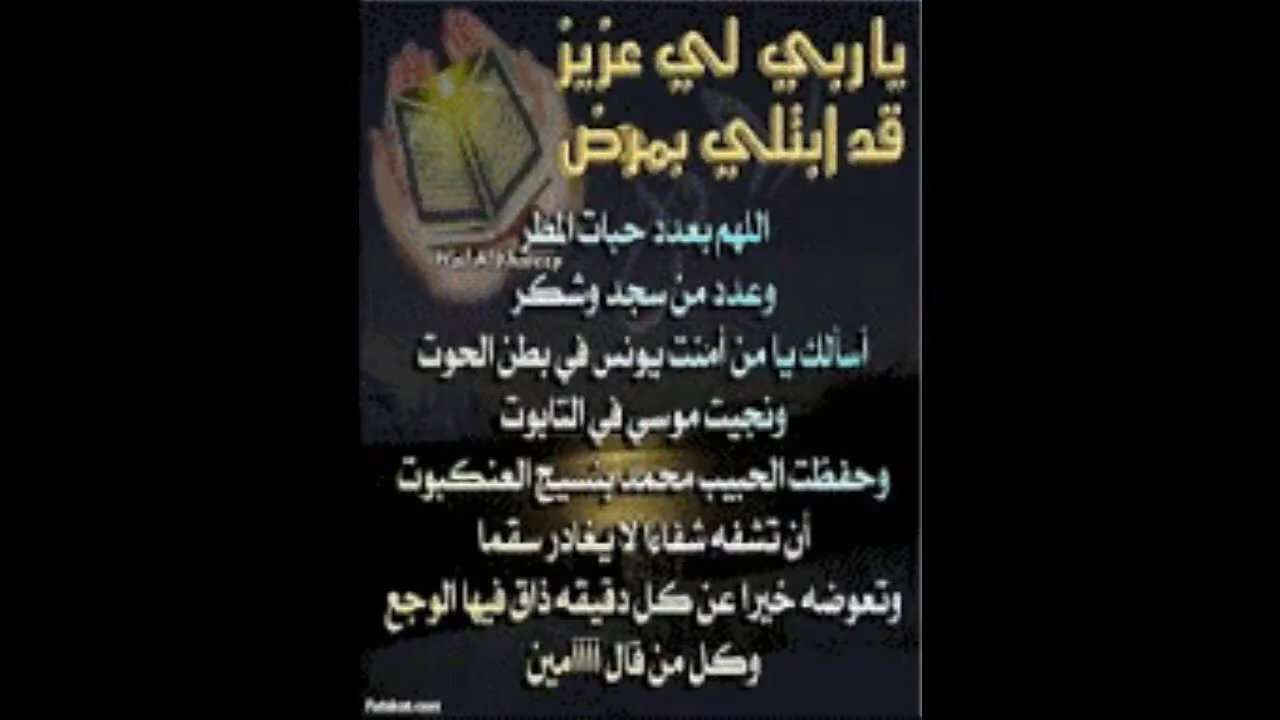 ياربي لي عزيز
قد ابتلي بمرض
اللهم بعدد حبات المطر
وعدد من سجد وشكر
أسألك يا من أمنت يونس في بطن الحوت
ونجيت موسى في التابوت
وحفظت الحبيب محمد بنسيج العنكبوت
أن تشفه شفاءا لا يغادر سقما
وتعوضه خيرا عن كل دقيقه ذاق فيها الوجع
وكل من قال اااامين